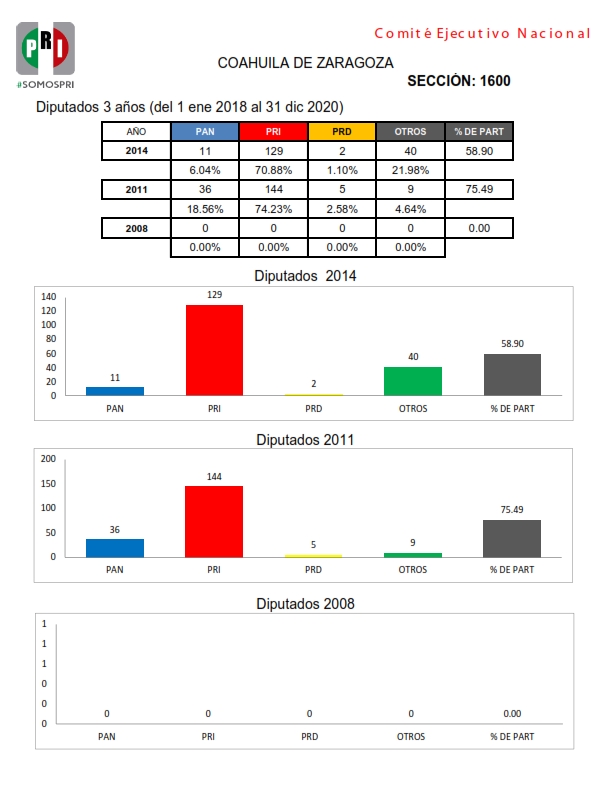 PRI
#SOMOSPRI
Comité Ejecutivo Nacional
COAHUILA DE ZARAGOZA
SECCIÓN: 1600
Diputados 3 años (del 1 ene 2018 al 31 dic 2020)
AÑO PAN PRI PRD OTROS % DE PART
2014 11 129 2 40 58.90
6.04% 70.88% 1.10% 21.98%
2011 36 144 5 9 75.49
18.56% 74.23% 2.58% 4.64%
2008 0 0 0 0 0.00
0.00% 0.00% 0.00% 0.00%
Diputados 2014
140
120
100
80
60
40
20
0
11 129 2 40 58.90
PAN PRI PRD OTROS % DE PART
Diputados 2011
200
150
100
50
0
36 144 5 9 75.49
PAN PRI PRD OTROS % DE PART
Diputados 2008
1
1
1
0
0
0
0 0 0 0 0.00
PAN PRI PRD OTROS % DE PART